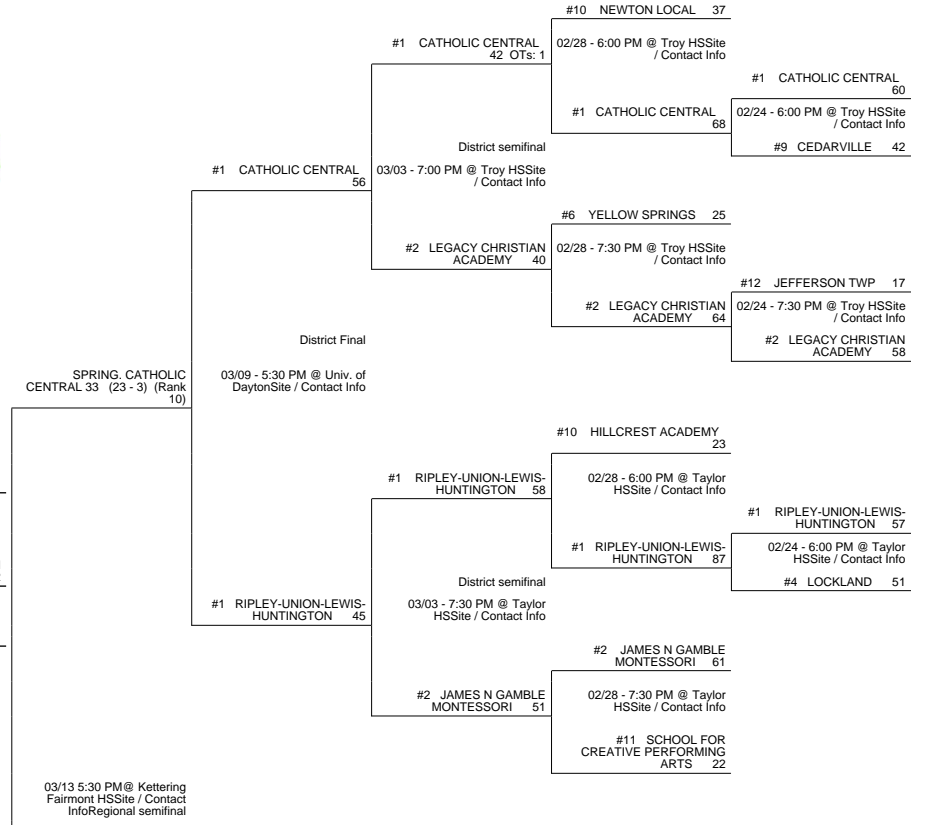 #10 NEWTON LOCAL 37
#1 CATHOLIC CENTRAL
42 OTs: 1
02/28 - 6:00 PM @ Troy HSSite
/ Contact Info
#1 CATHOLIC CENTRAL
60
#1 CATHOLIC CENTRAL
68
02/24 - 6:00 PM @ Troy HSSite
/ Contact Info
#9 CEDARVILLE 42
District semifinal
03/03 - 7:00 PM @ Troy HSSite
/ Contact Info
#1 CATHOLIC CENTRAL
56
#6 YELLOW SPRINGS 25
#2 LEGACY CHRISTIAN
ACADEMY 40
02/28 - 7:30 PM @ Troy HSSite
/ Contact Info
#12 JEFFERSON TWP 17
#2 LEGACY CHRISTIAN
ACADEMY 64
02/24 - 7:30 PM @ Troy HSSite
/ Contact Info
#2 LEGACY CHRISTIAN
ACADEMY 58
District Final
03/09 - 5:30 PM @ Univ. of
DaytonSite / Contact Info
SPRING. CATHOLIC
CENTRAL 33 (23 - 3) (Rank
10)
#10 HILLCREST ACADEMY
23
#1 RIPLEY-UNION-LEWIS-
HUNTINGTON 58
02/28 - 6:00 PM @ Taylor
HSSite / Contact Info
#1 RIPLEY-UNION-LEWIS-
HUNTINGTON 57
#1 RIPLEY-UNION-LEWIS-
HUNTINGTON 87
02/24 - 6:00 PM @ Taylor
HSSite / Contact Info
#4 LOCKLAND 51
District semifinal
03/03 - 7:30 PM @ Taylor
HSSite / Contact Info
#1 RIPLEY-UNION-LEWIS-
HUNTINGTON 45
#2 JAMES N GAMBLE
MONTESSORI 61
#2 JAMES N GAMBLE
MONTESSORI 51
02/28 - 7:30 PM @ Taylor
HSSite / Contact Info
#11 SCHOOL FOR
CREATIVE PERFORMING
ARTS 22
03/13 5:30 PM@ Kettering
Fairmont HSSite / Contact
InfoRegional semifinal